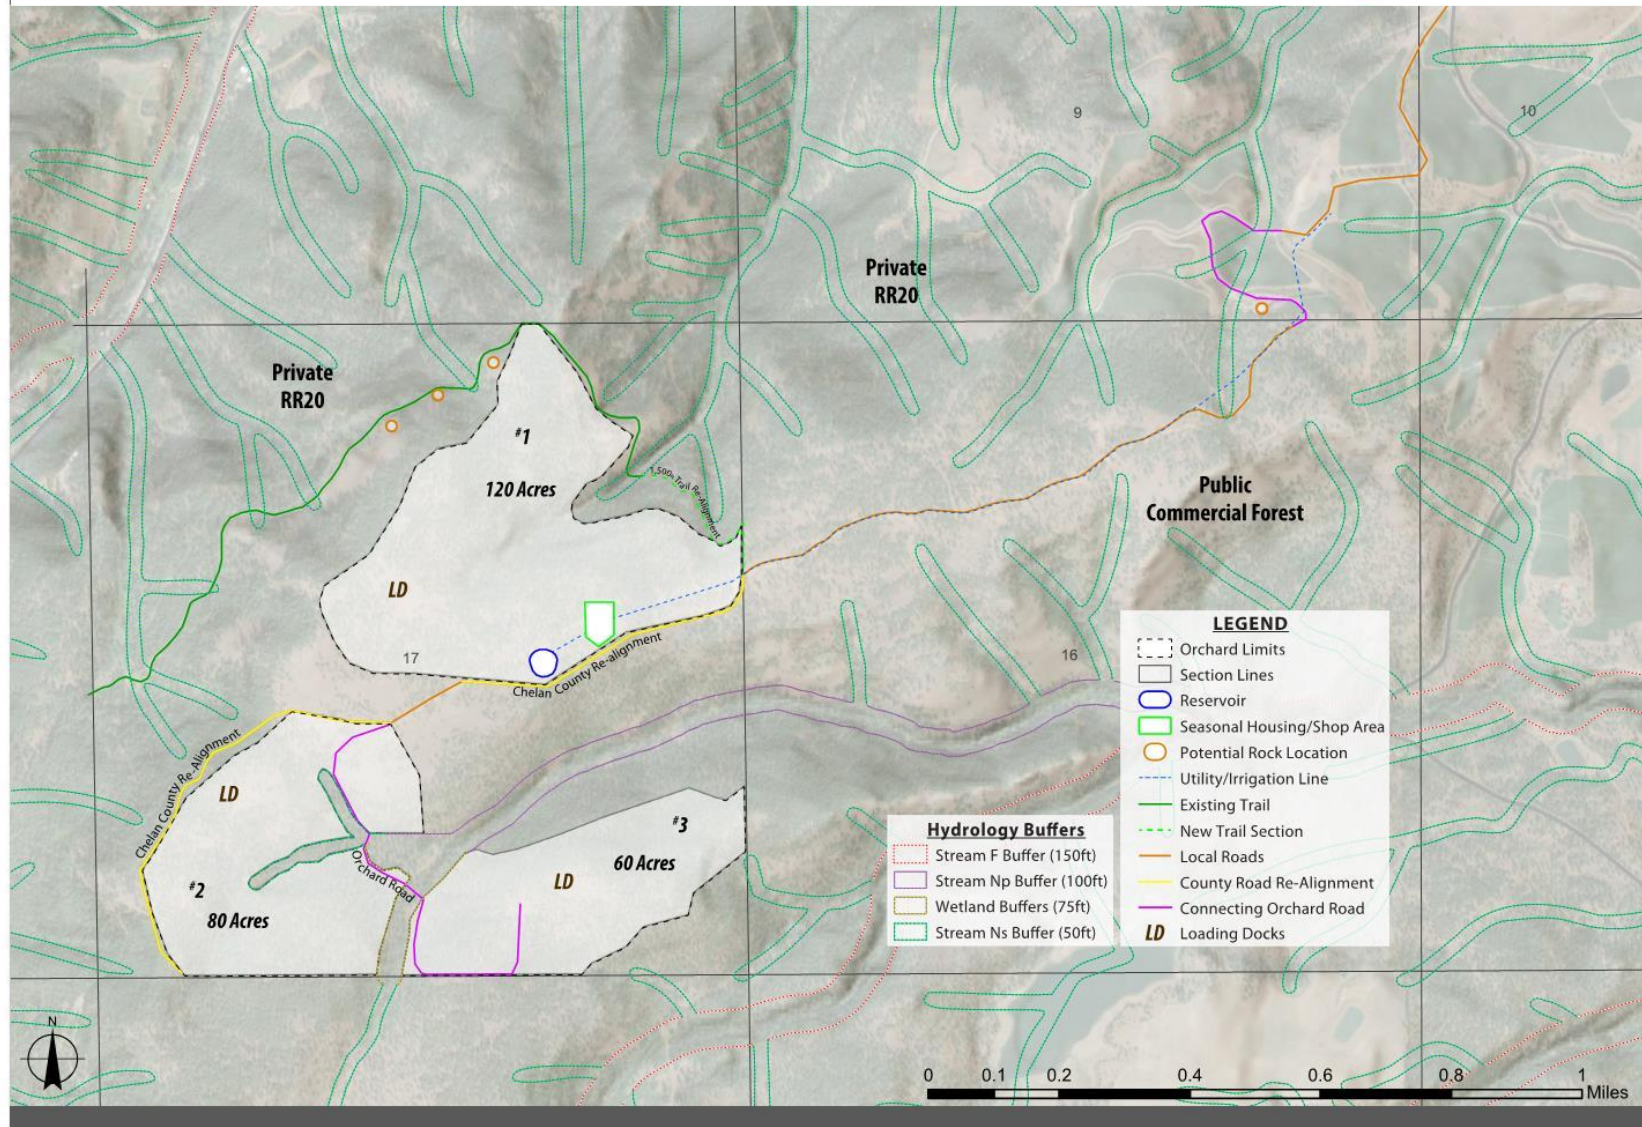 9
10
Private
RR20
Private
RR20
#1
120 Acres
1,500ft Trail Re-Alignment
Public
Commercial Forest
LD
17
16
Chelan County Re-alignment
Chelan County Re-Alignment
LD
#2
80 Acres
Orchard Road
#3
60 Acres
LD
LEGEND
Orchard Limits
Section Lines
Reservoir
Seasonal Housing/Shop Area
Potential Rock Location
Utility/Irrigation Line
Existing Trail
New Trail Section
Local Roads
County Road Re-Alignment
Connecting Orchard Road
LD Loading Docks
Hydrology Buffers
Stream F Buffer (150ft)
Stream Np Buffer (100ft)
Wetland Buffers (75ft)
Stream Ns Buffer (50ft)
N
0 0.1 0.2 0.4 0.6 0.8 1
Miles